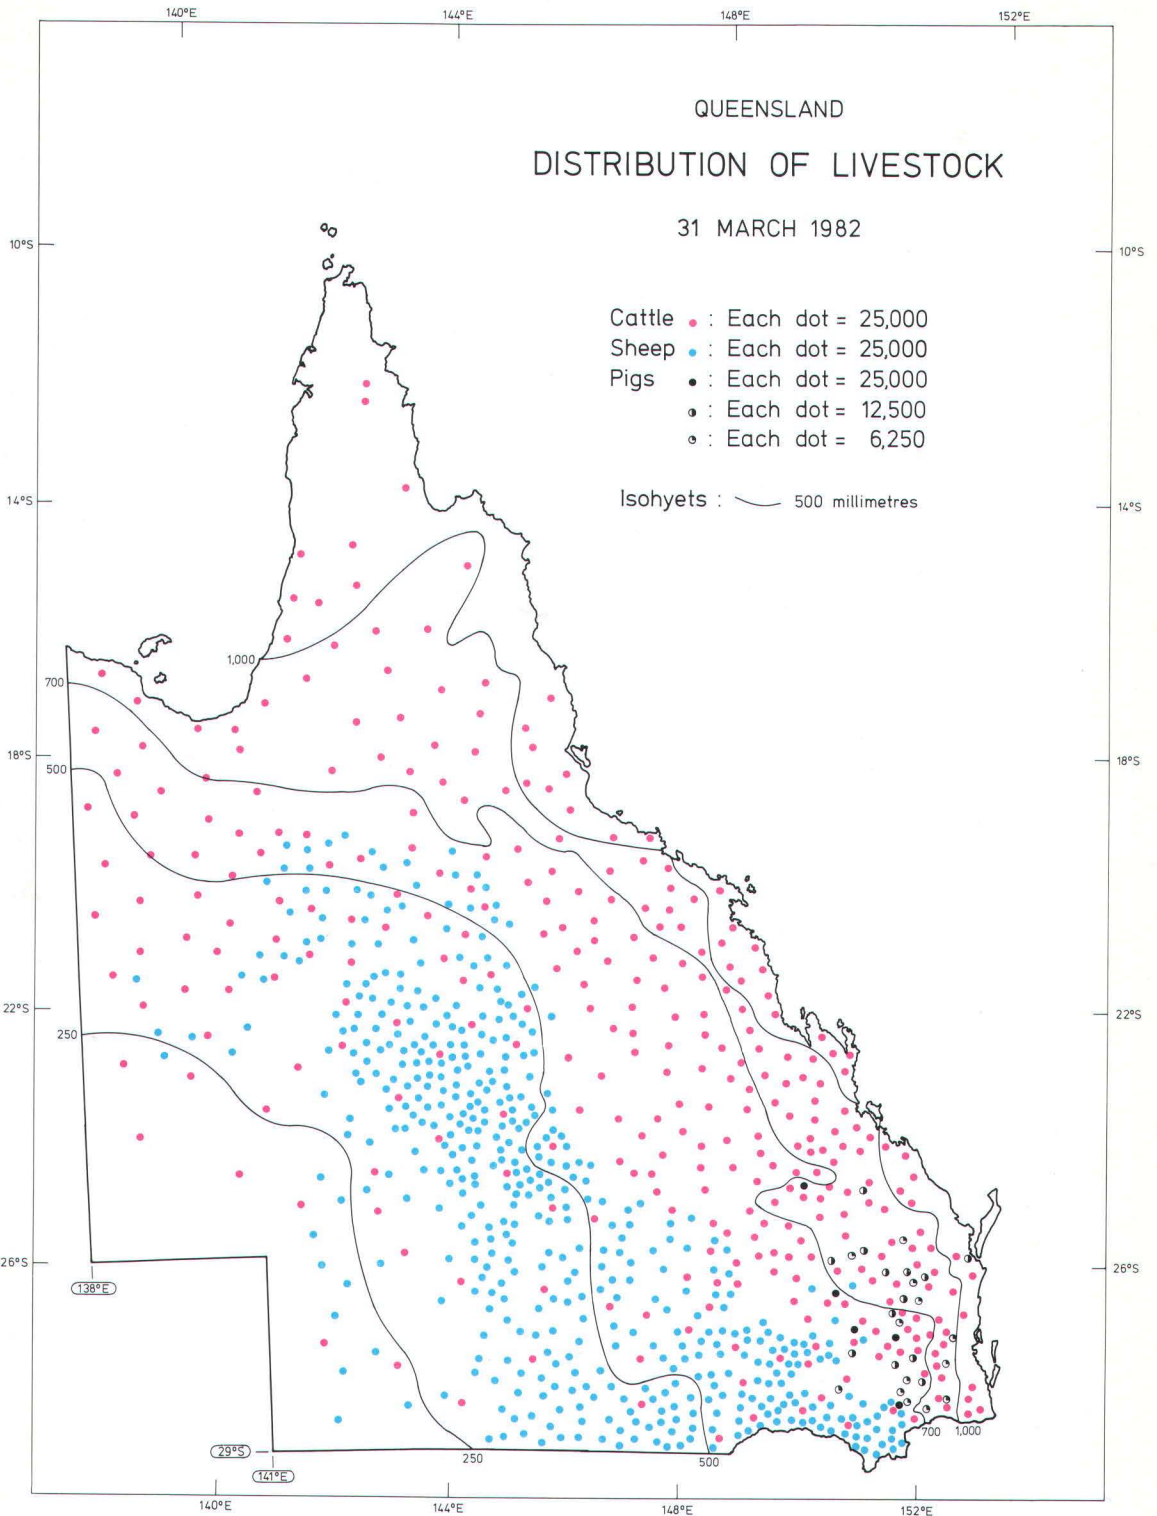 140°E 144°E 148°E 152°E
QUEENSLAND
DISTRIBUTION OF LIVESTOCK
31 MARCH 1982
10°S 10°S
Cattle : Each dot = 25,000
Sheep : Each dot = 25,000
Pigs : Each dot = 25,000
: Each dot = 12,500
: Each dot = 6,250
Isohyets : 500 millimetres
14°S 14°S
1,000
700
18°S 18°S
500
22°S 22°S
250
26°S 26°S
138°E
700 1,000
29°S
250 500
141°E
140°E 144°E 148°E 152°E